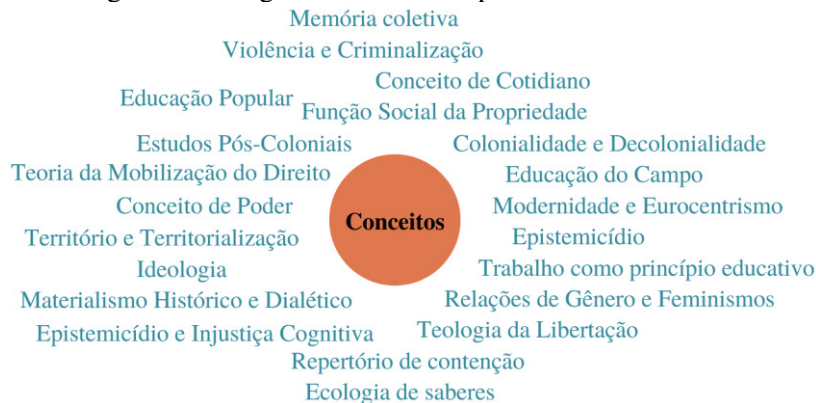 Memória coletiva
Violência e Criminalização
Conceito de Cotidiano
Educação Popular
Função Social da Propriedade
Estudos Pós-Coloniais
Colonialidade e Decolonialidade
Teoria da Mobilização do Direito
Educação do Campo
Conceito de Poder
Modernidade e Eurocentrismo
Conceitos
Território e Territorialização
Epistemicídio
Ideologia
Trabalho como princípio educativo
Materialismo Histórico e Dialético
Relações de Gênero e Feminismos
Epistemicídio e Injustiça Cognitiva
Teologia da Libertação
Repertório de contenção
Ecologia de saberes